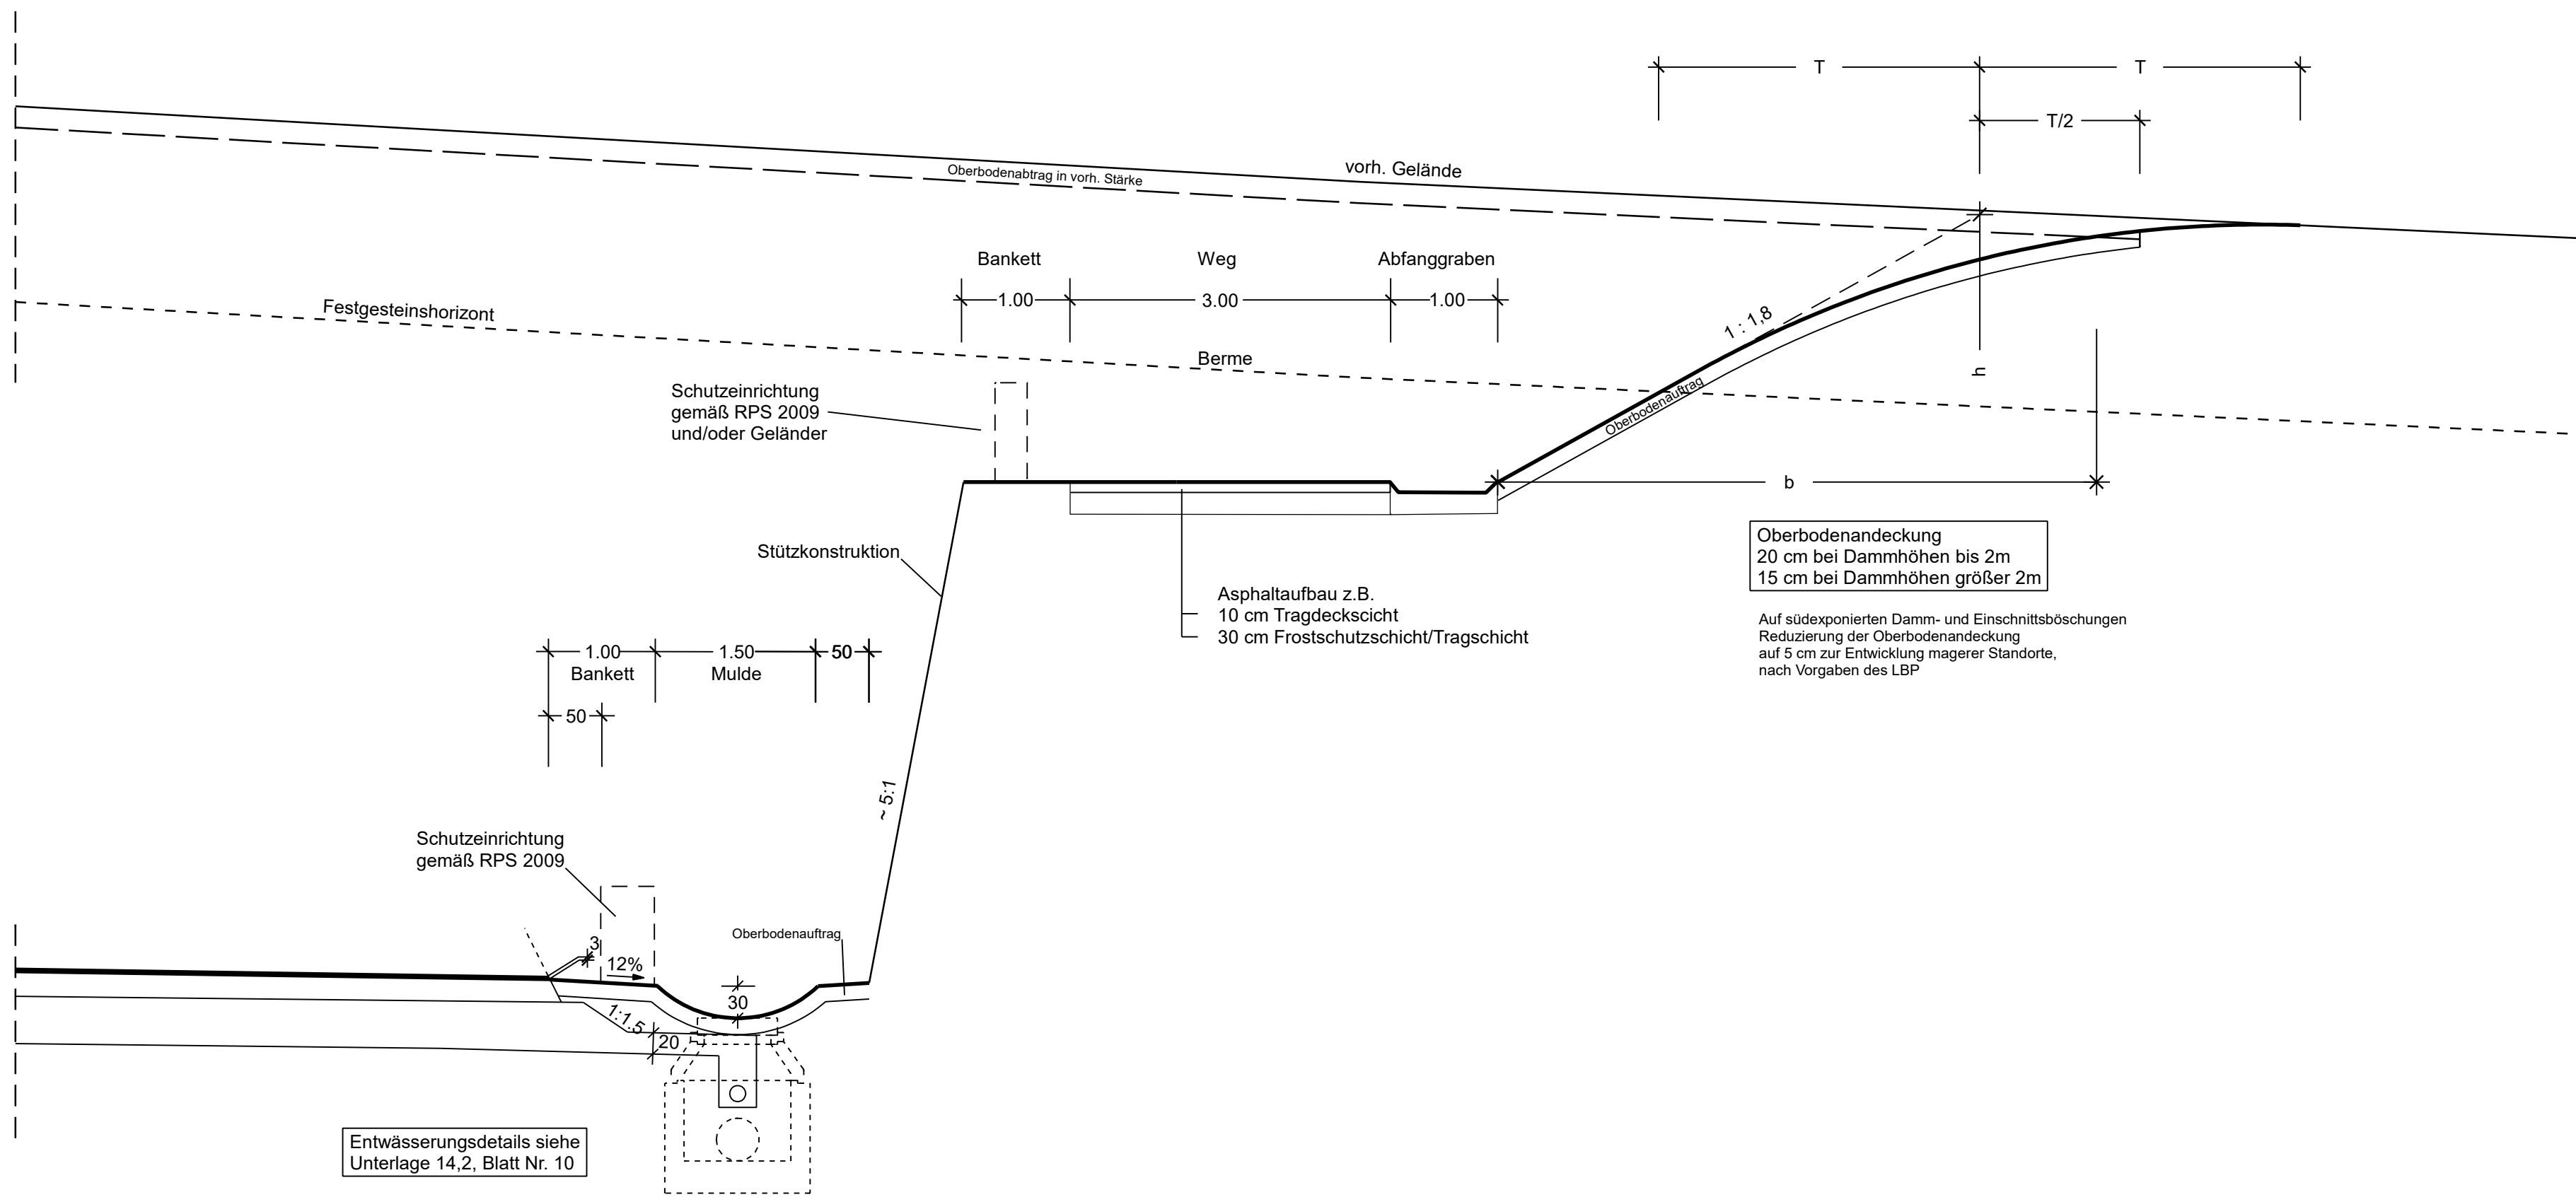 T
T
T/2
vorh. Gelände
Oberbodenabtrag in vorh. Stärke
Bankett
Weg
Abfanggraben
1.00
3.00
1.00
Festgesteinshorizont
1 : 1,8
Berme
h
Schutzeinrichtung
gemäß RPS 2009
und/oder Geländer
Oberbodenauftrag
b
Stützkonstruktion
Oberbodenandeckung
20 cm bei Dammhöhen bis 2m
15 cm bei Dammhöhen größer 2m
Asphaltaufbau z.B.
10 cm Tragdeckscicht
30 cm Frostschutzschicht/Tragschicht
Auf südexponierten Damm- und Einschnittsböschungen
Reduzierung der Oberbodenandeckung
auf 5 cm zur Entwicklung magerer Standorte,
nach Vorgaben des LBP
1.00
1.50
50
Bankett
Mulde
50
~ 5:1
Schutzeinrichtung
gemäß RPS 2009
Oberbodenauftrag
3
12%
30
1:1.5
20
Entwässerungsdetails siehe
Unterlage 14,2, Blatt Nr. 10